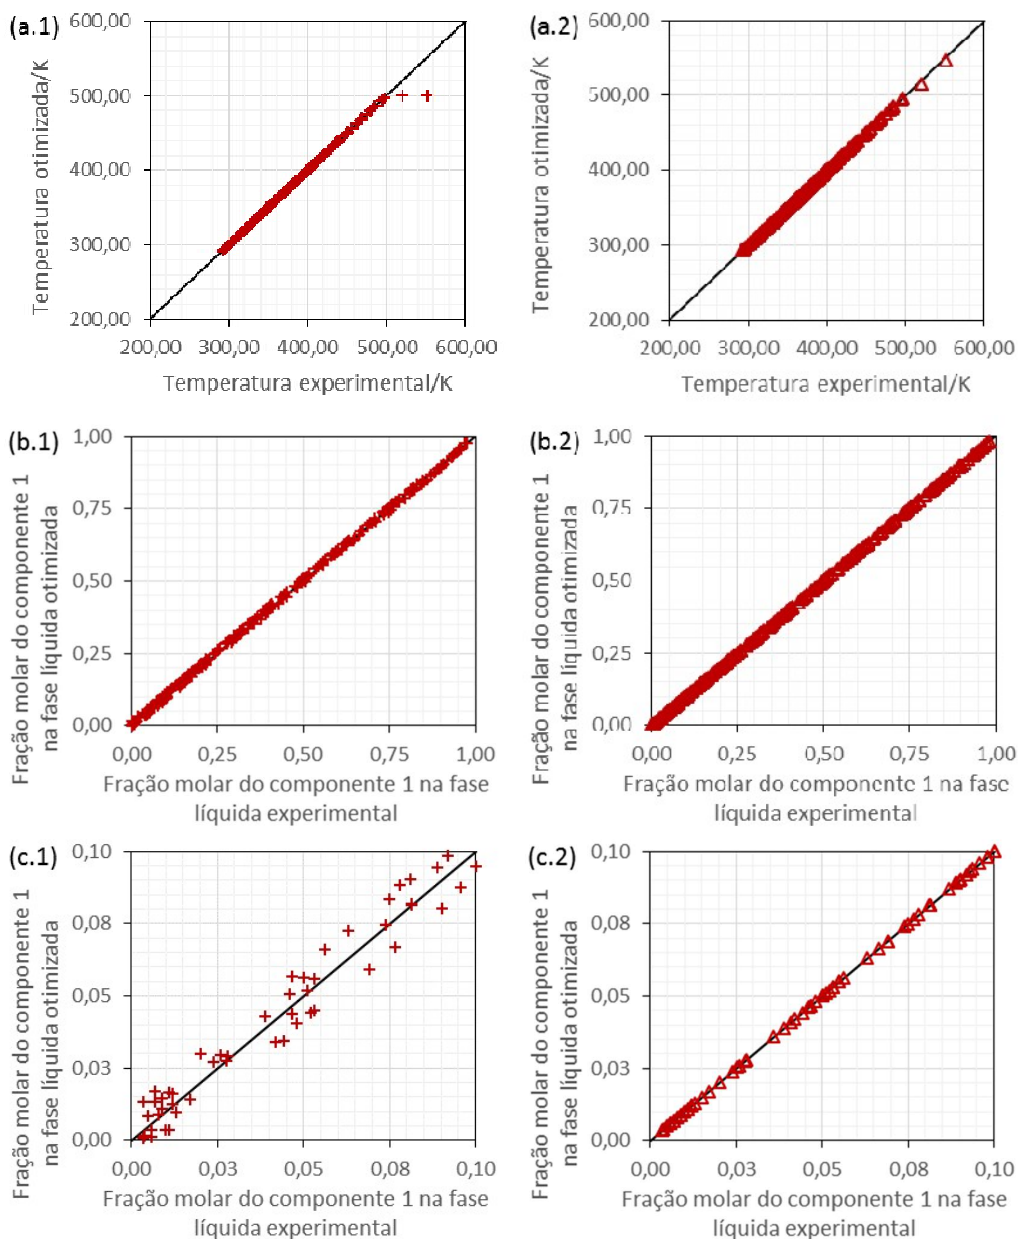 (a.1)
600,00
500,00
400,00
300,00
200,00
Temperatura otimizada/K
200,00 300,00 400,00 500,00 600,00
Temperatura experimental/K
(a.2)
600,00
500,00
400,00
300,00
200,00
Temperatura otimizada/K
200,00 300,00 400,00 500,00 600,00
Temperatura experimental/K
(b.1)
1,00
0,75
0,50
0,25
0,00
Fração molar do componente 1
na fase líquida otimizada
0,00 0,25 0,50 0,75 1,00
Fração molar do componente 1 na fase
líquida experimental
(b.2)
1,00
0,75
0,50
0,25
0,00
Fração molar do componente 1
na fase líquida otimizada
0,00 0,25 0,50 0,75 1,00
Fração molar do componente 1 na fase
líquida experimental
(c.1)
0,10
0,08
0,05
0,03
0,00
Fração molar do componente 1
na fase líquida otimizada
0,00 0,03 0,05 0,08 0,10
Fração molar do componente 1 na fase
líquida experimental
(c.2)
0,10
0,08
0,05
0,03
0,00
Fração molar do componente 1
na fase líquida otimizada
0,00 0,03 0,05 0,08 0,10
Fração molar do componente 1 na fase
líquida experimental